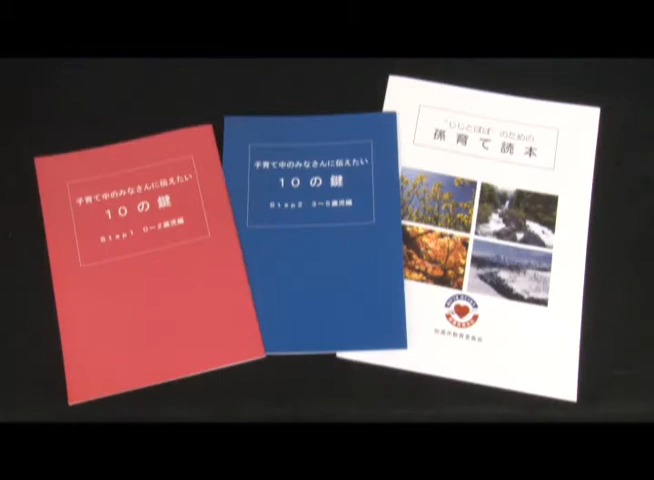 子育て中のみなさんに伝えたい
10の鍵
Step1 0～2歳児編
子育て中のみなさんに伝えたい
10の鍵
Step2 3～5歳児編
"じじとばば"のための
孫育て読本